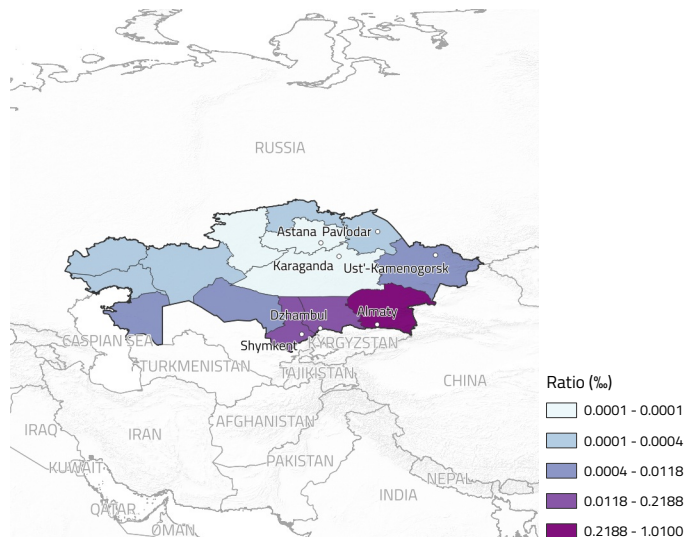 RUSSIA
Astana Pavlodar
Karaganda
Ust'-Kamenogorsk
Dzhambul
Almaty
Shymkent
CASPIAN SEA
KYRGYZSTAN
TURKMENISTAN
TAJIKISTAN
CHINA
AFGHANISTAN
IRAQ
IRAN
PAKISTAN
KUWAIT
NEPAL
QATAR
INDIA
OMAN
Ratio (‰)
0.0001 - 0.0001
0.0001 - 0.0004
0.0004 - 0.0118
0.0118 - 0.2188
0.2188 - 1.0100